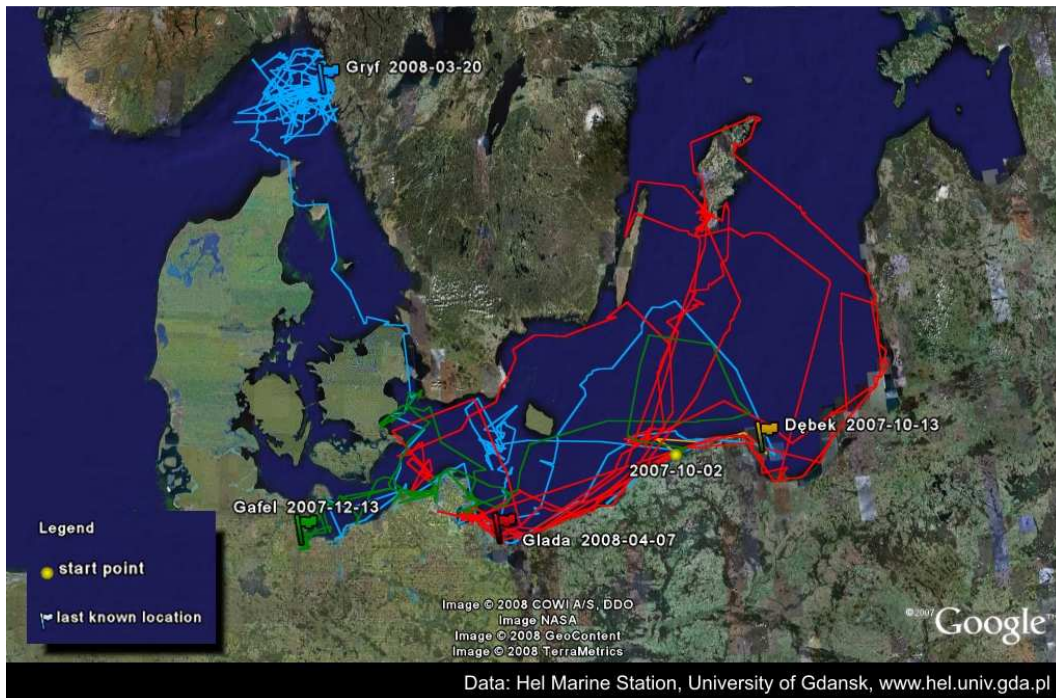 Gryf 2008-03-20
Dębek 2007-10-13
2007-10-02
Gafel 2007-12-13
Glada 2008-04-07
Legend
start point
last known location
Image © 2008 COWI A/S, DDO
Image NASA
Image © 2008 GeoContent
Image © 2008 TerraMetrics
©2007 Google™
Data: Hel Marine Station, University of Gdansk, www.hel.univ.gda.pl